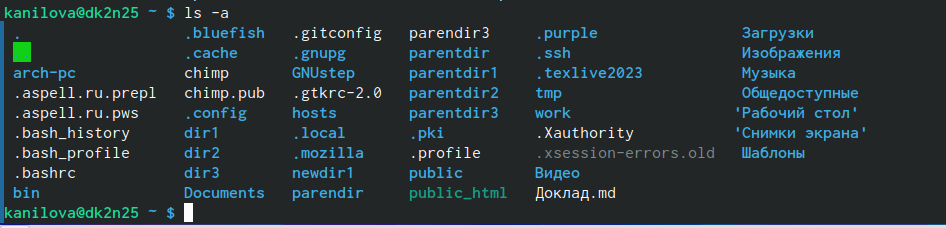 kanilova@dk2n25 ~ $ ls -a
. .bluefish .gitconfig parendir3 .purple Загрузки
.cache .gnupg parentdir .ssh Изображения
arch-pc chimp GNUstep parentdir1 .texlive2023 Музыка
.aspell.ru.prepl chimp.pub .gtkrc-2.0 parentdir2 tmp Общедоступные
.aspell.ru.pws .config hosts parentdir3 work 'Рабочий стол'
.bash_history dir1 .local .pki .Xauthority 'Снимки экрана'
.bash_profile dir2 .mozilla .profile .xsession-errors.old Шаблоны
.bashrc dir3 newdir1 public Видео
bin Documents parendir public_html Доклад.md
kanilova@dk2n25 ~ $